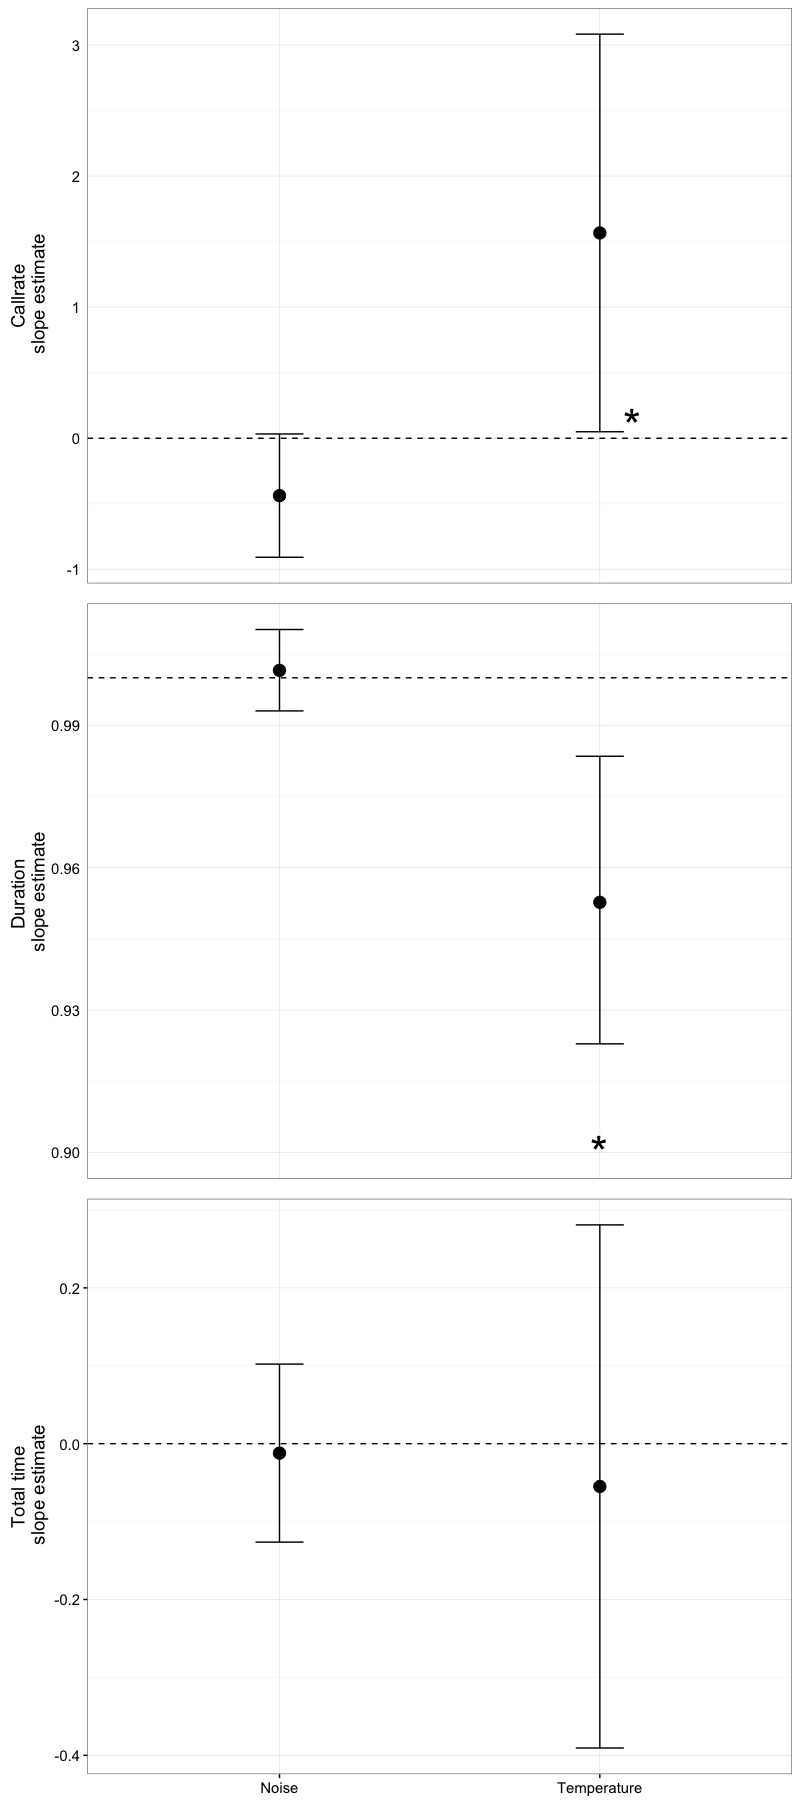 Callrate
slope estimate
3
2
1
0
-1
*
Duration
slope estimate
0.99
0.96
0.93
0.90
*
Total time
slope estimate
0.2
0.0
-0.2
-0.4
Noise
Temperature